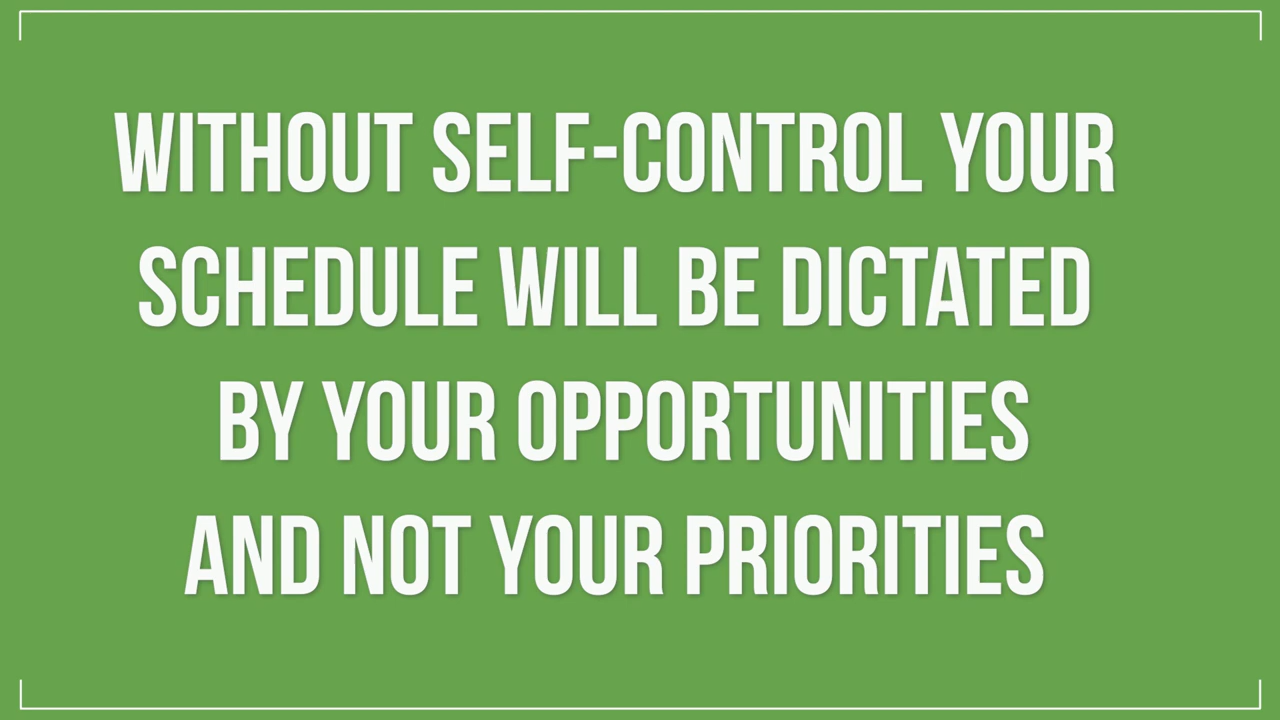 WITHOUT SELF-CONTROL YOUR
SCHEDULE WILL BE DICTATED
BY YOUR OPPORTUNITIES
AND NOT YOUR PRIORITIES